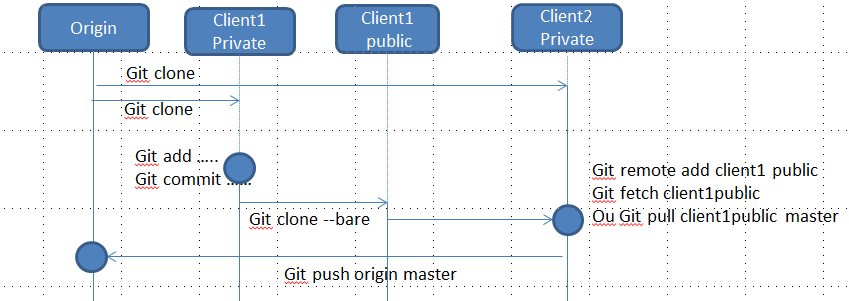 Origin
Client1
Private
Client1
public
Client2
Private
Git clone
Git clone
Git add .....
Git commit ......
Git remote add client1 public
Git fetch client1public
Ou Git pull client1public master
Git clone --bare
Git push origin master